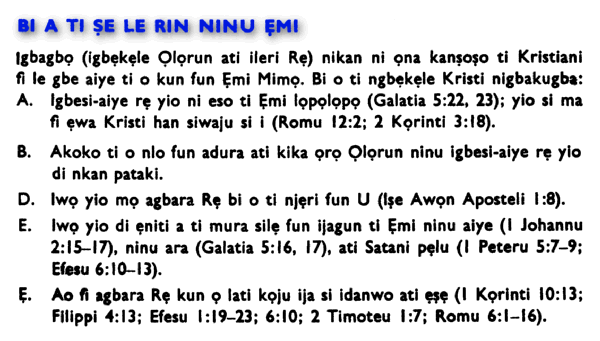 BI A TI ṢE LE RIN NINU ẸMI
Igbagbọ (igbẹkẹle Ọlọrun ati ileri Rẹ) nikan ni ọna kanṣoṣo ti Kristiani
fi le gbe aiye ti o kun fun Ẹmi Mimọ. Bi o ti ngbẹkẹle Kristi nigbakugba:
A. Igbesi-aiye rẹ yio ni eso ti Ẹmi lọpọlọpọ (Galatia 5:22, 23); yio si ma
fi ẹwa Kristi han siwaju si i (Romu 12:2; 2 Kọrinti 3:18).
B. Akoko ti o nlo fun adura ati kika ọrọ Ọlọrun ninu igbesi-aiye rẹ yio
di nkan pataki.
D. Iwọ yio mọ agbara Rẹ bi o ti njẹri fun U (Iṣe Awọn Aposteli 1:8).
E. Iwọ yio di ẹniti a ti mura silẹ fun ijagun ti Ẹmi ninu aiye (I Johannu
2:15–17), ninu ara (Galatia 5:16, 17), ati Satani pẹlu (I Peteru 5:7–9;
Efesu 6:10–13).
Ẹ. Ao fi agbara Rẹ kun ọ lati kọju ija si idanwo ati ẹṣẹ (I Kọrinti 10:13;
Filippi 4:13; Efesu 1:19–23; 6:10; 2 Timoteu 1:7; Romu 6:1–16).